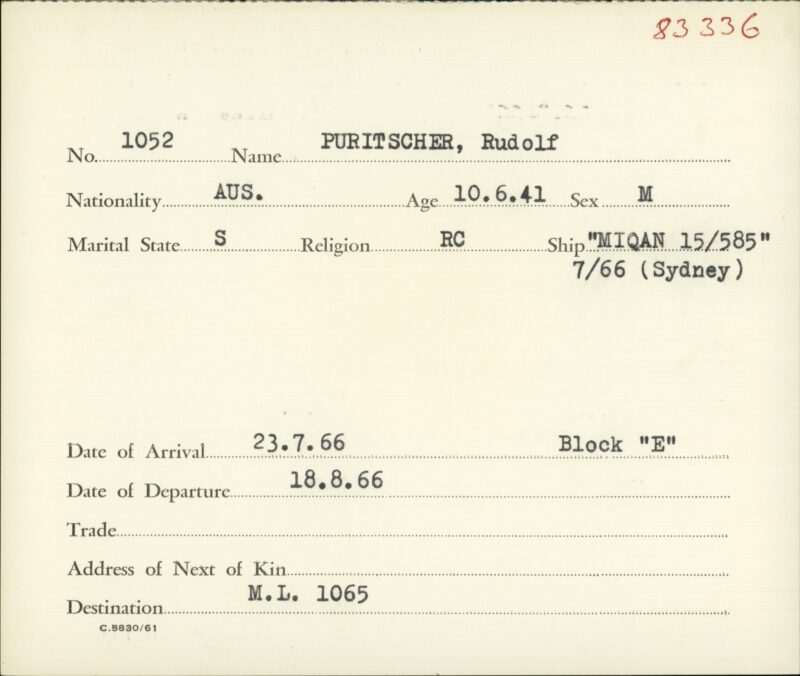 83336
No. 1052 Name PURITSCHER, Rudolf
Nationality AUS. Age 10.6.41 Sex M
Marital State S Religion RC Ship "MIQAN 15/585"
7/66 (Sydney)
Date of Arrival 23.7.66 Block "E"
Date of Departure 18.8.66
Trade
Address of Next of Kin
Destination M.L. 1065
C.5830/61